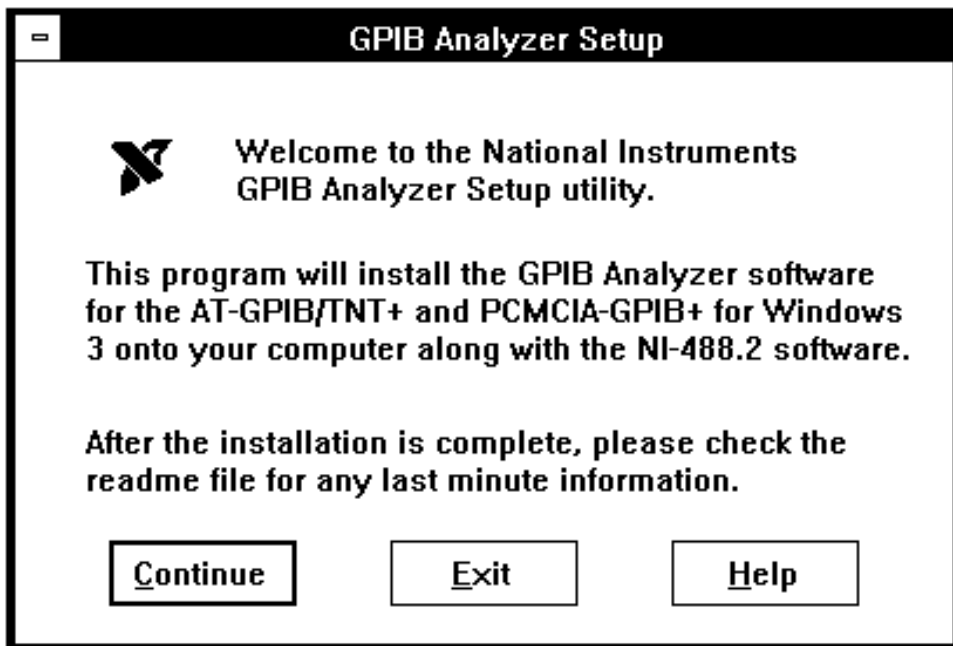 GPIB Analyzer Setup
Welcome to the National Instruments
GPIB Analyzer Setup utility.
This program will install the GPIB Analyzer software
for the AT-GPIB/TNT+ and PCMCIA-GPIB+ for Windows
3 onto your computer along with the NI-488.2 software.
After the installation is complete, please check the
readme file for any last minute information.
Continue Exit Help